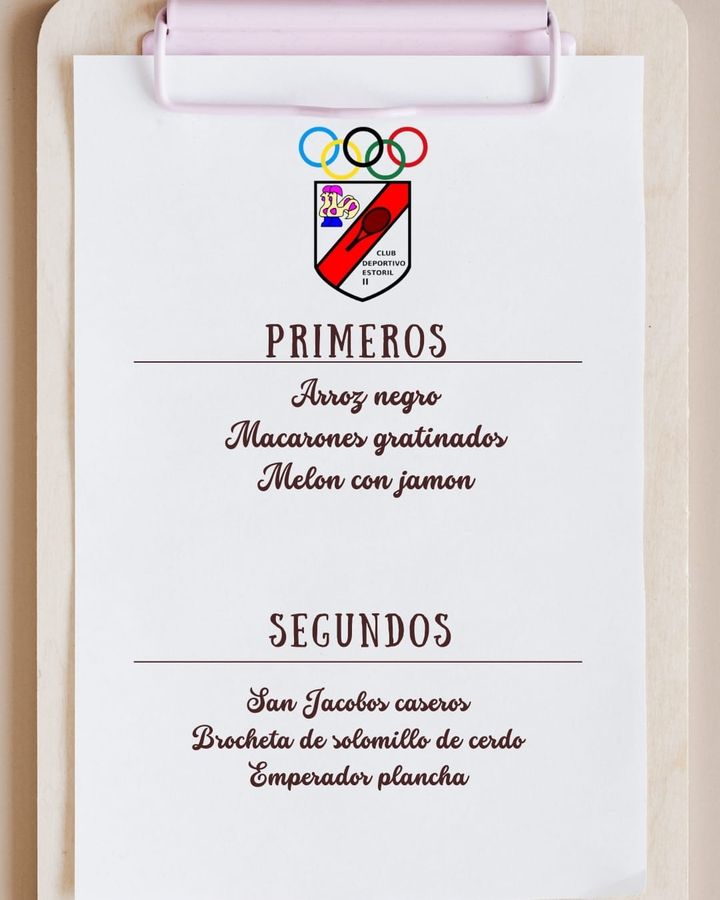 CLUB
DEPORTIVO
ESTORIL
II
PRIMEROS
Arroz negro
Macarones gratinados
Melon con jamon
SEGUNDOS
San Jacobos caseros
Brocheta de solomillo de cerdo
Emperador plancha